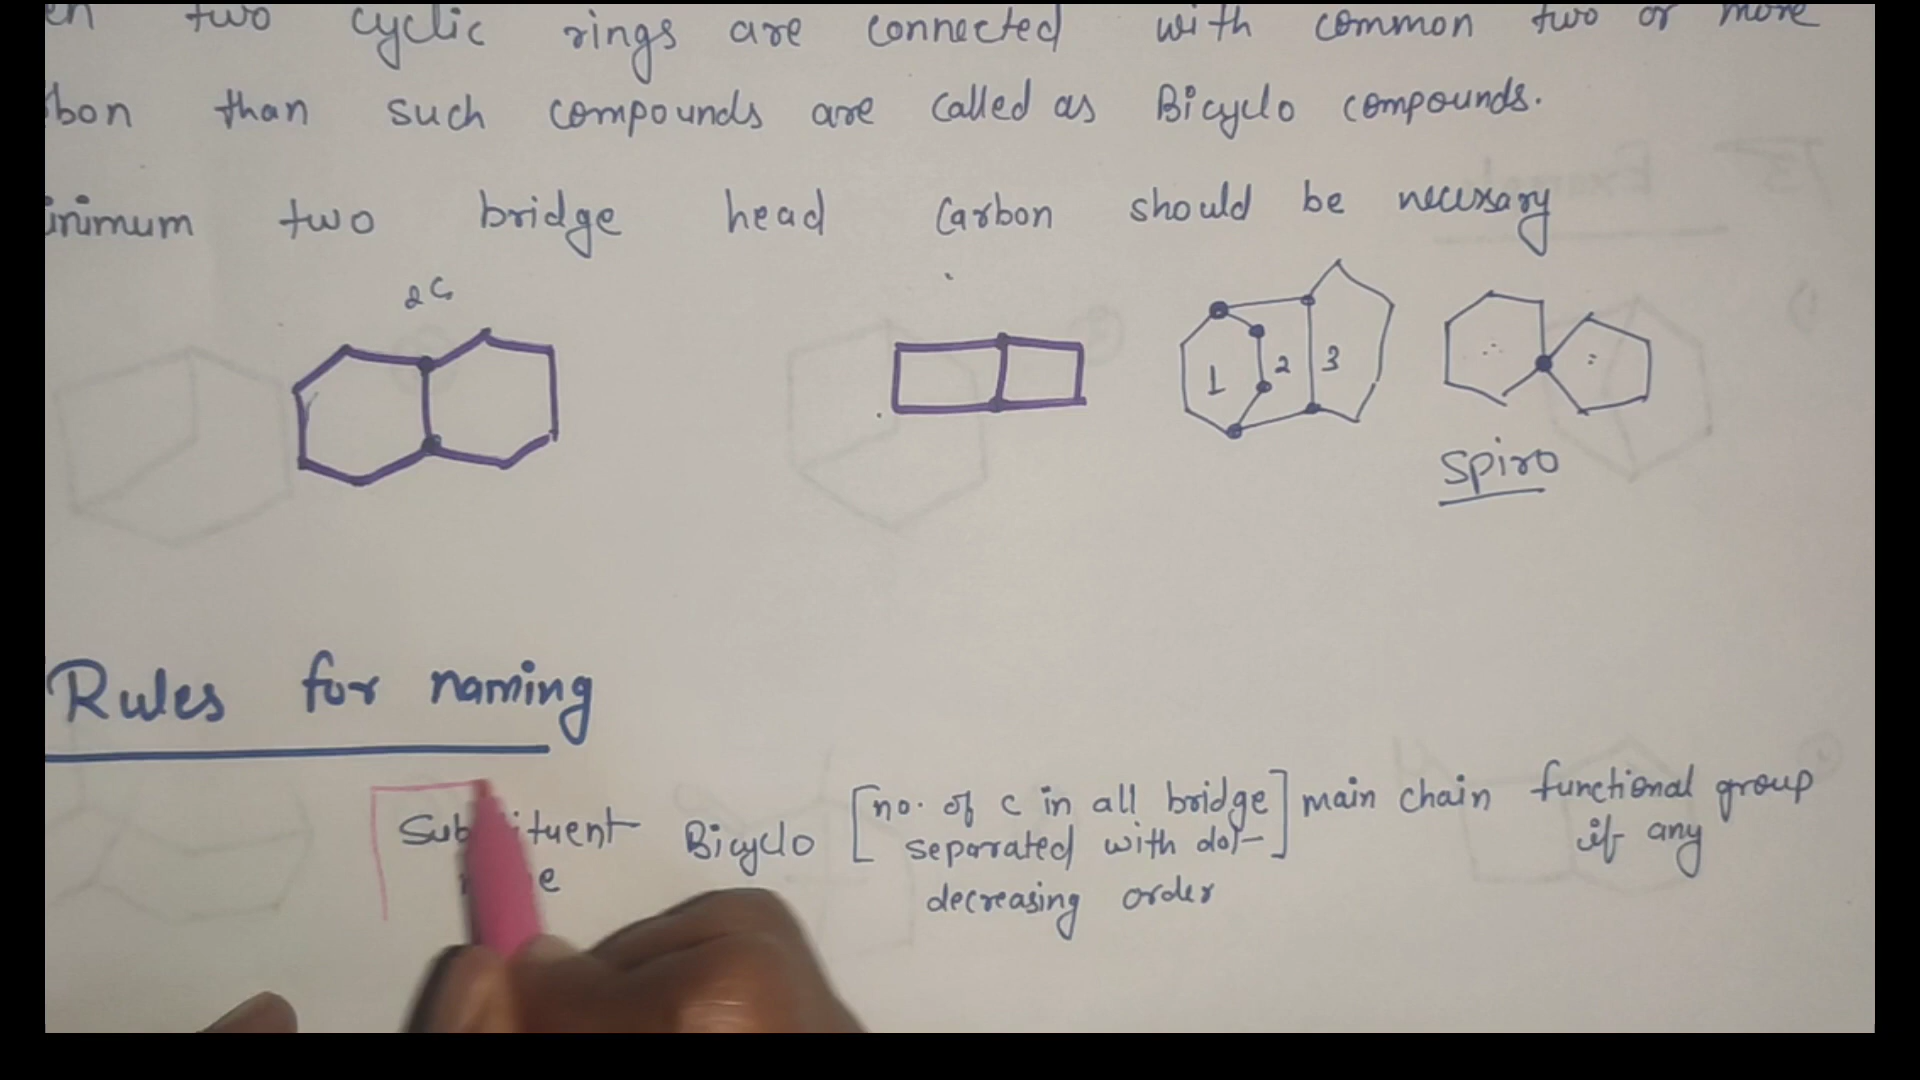 two cyclic rings are connected with common two or more
than such compounds are called as Bicyclo compounds.
two bridge head carbon should be necessary
2C
1 2 3
Spiro
Rules for naming
Bicyclo [no. of c in all bridge separated with dot] main chain functional group if any
decreasing order